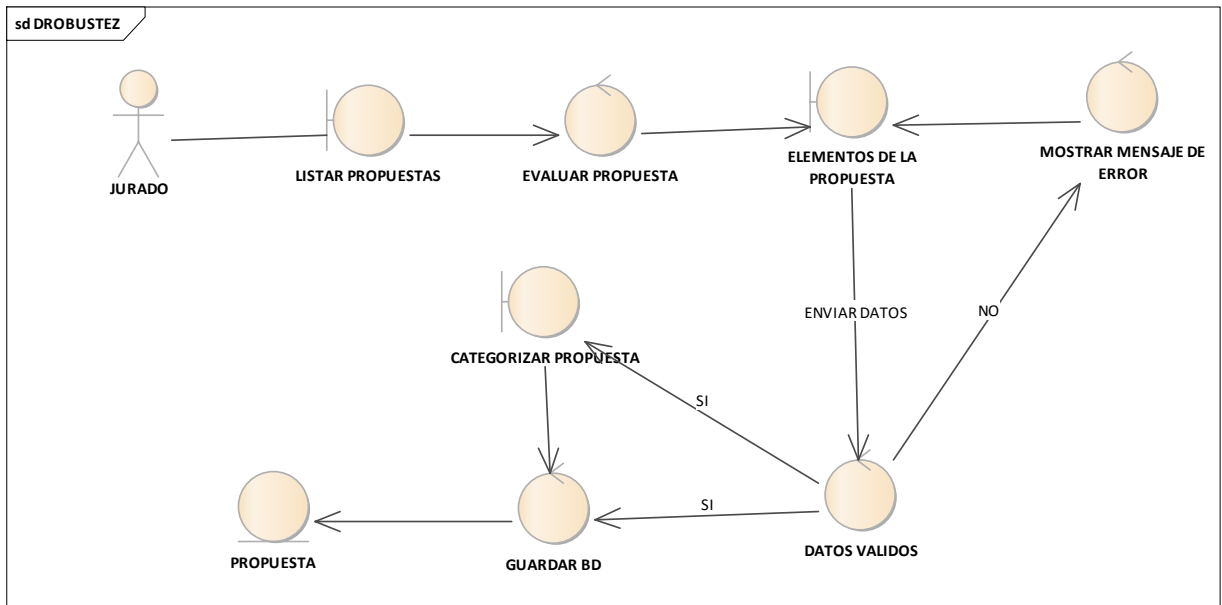 sd DROBUSTEZ
JURADO
LISTAR PROPUESTAS
EVALUAR PROPUESTA
ELEMENTOS DE LA
PROPUESTA
MOSTRAR MENSAJE DE
ERROR
ENVIAR DATOS
NO
CATEGORIZAR PROPUESTA
SI
SI
PROPUESTA
GUARDAR BD
DATOS VALIDOS